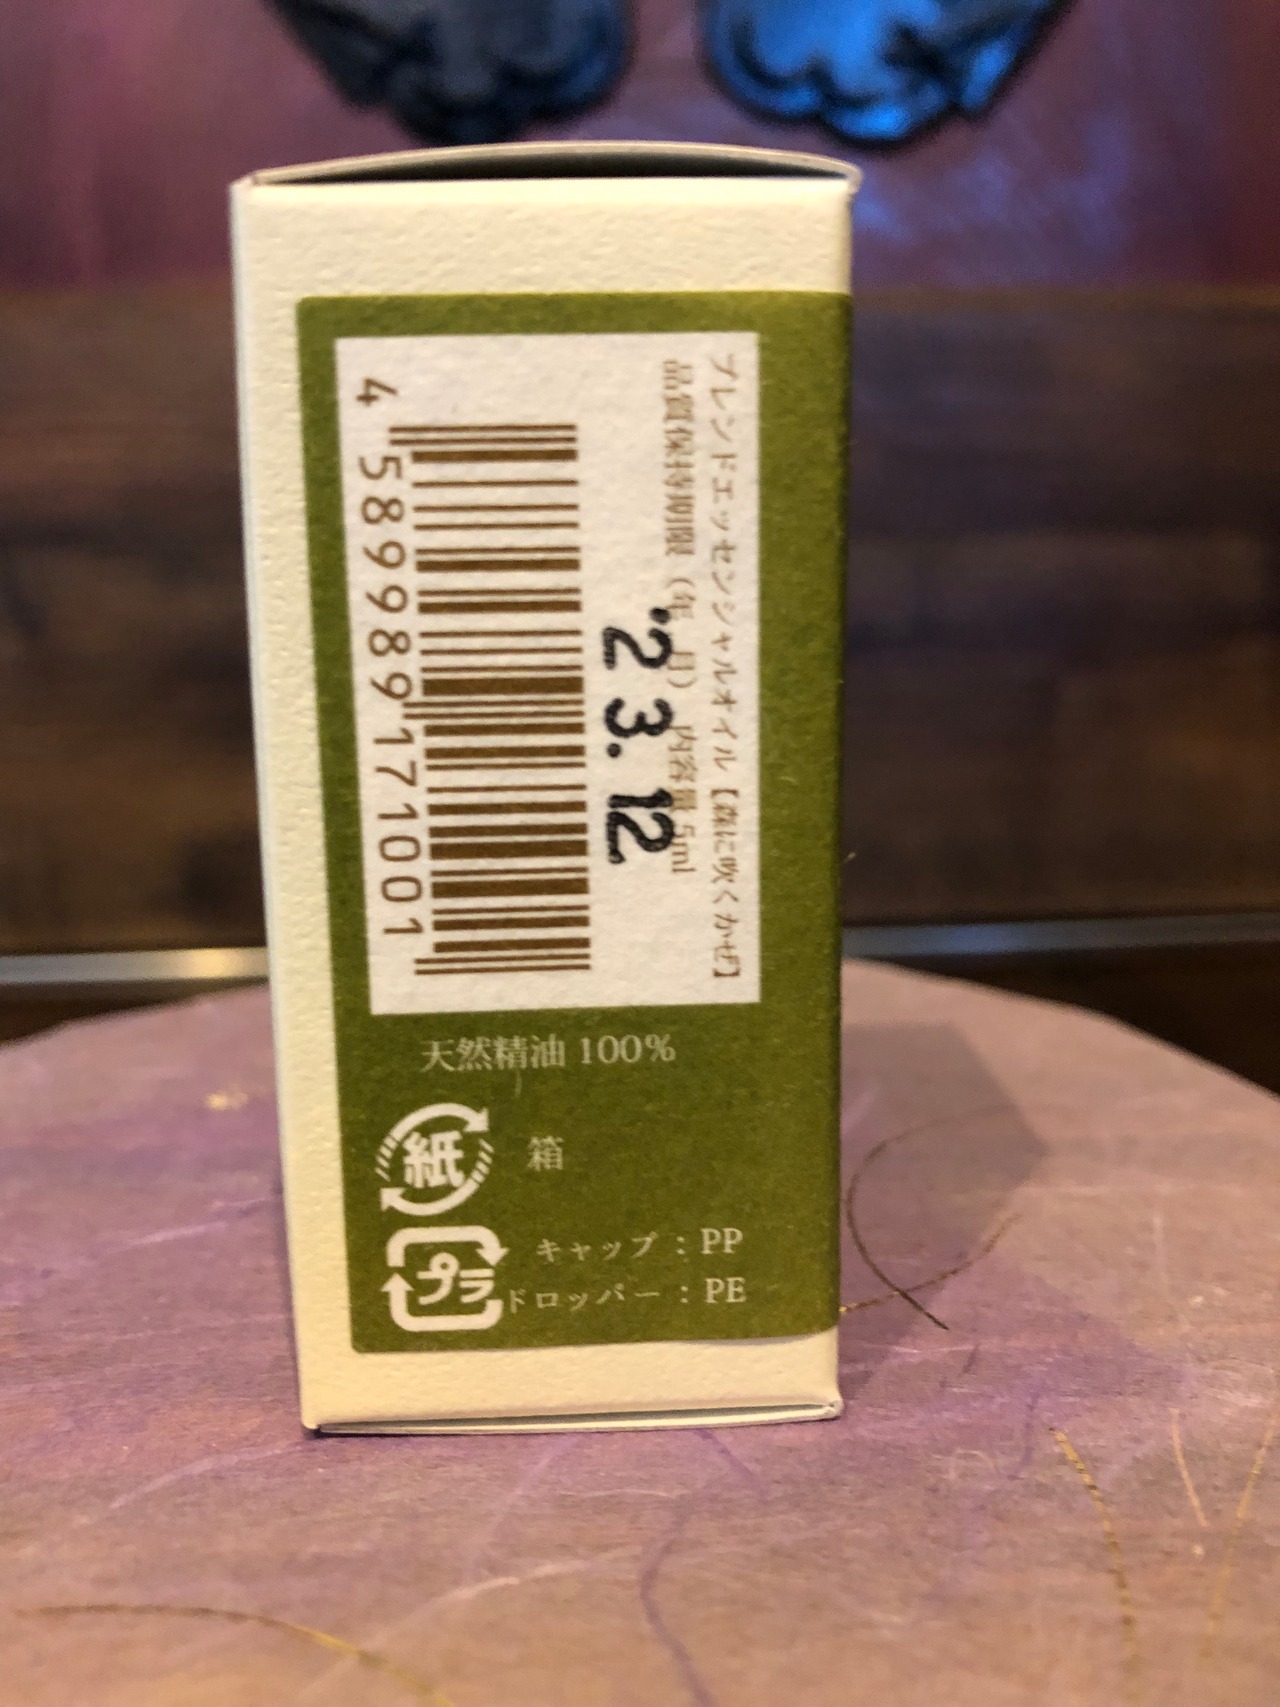 ブレンドエッセンシャルオイル【森に吹くかぜ】
品質保持期限(年 月) 内容量 5ml
'23.12
4 589989 171001
天然精油 100%
紙 箱
プラ キャップ:PP
ドロッパー:PE